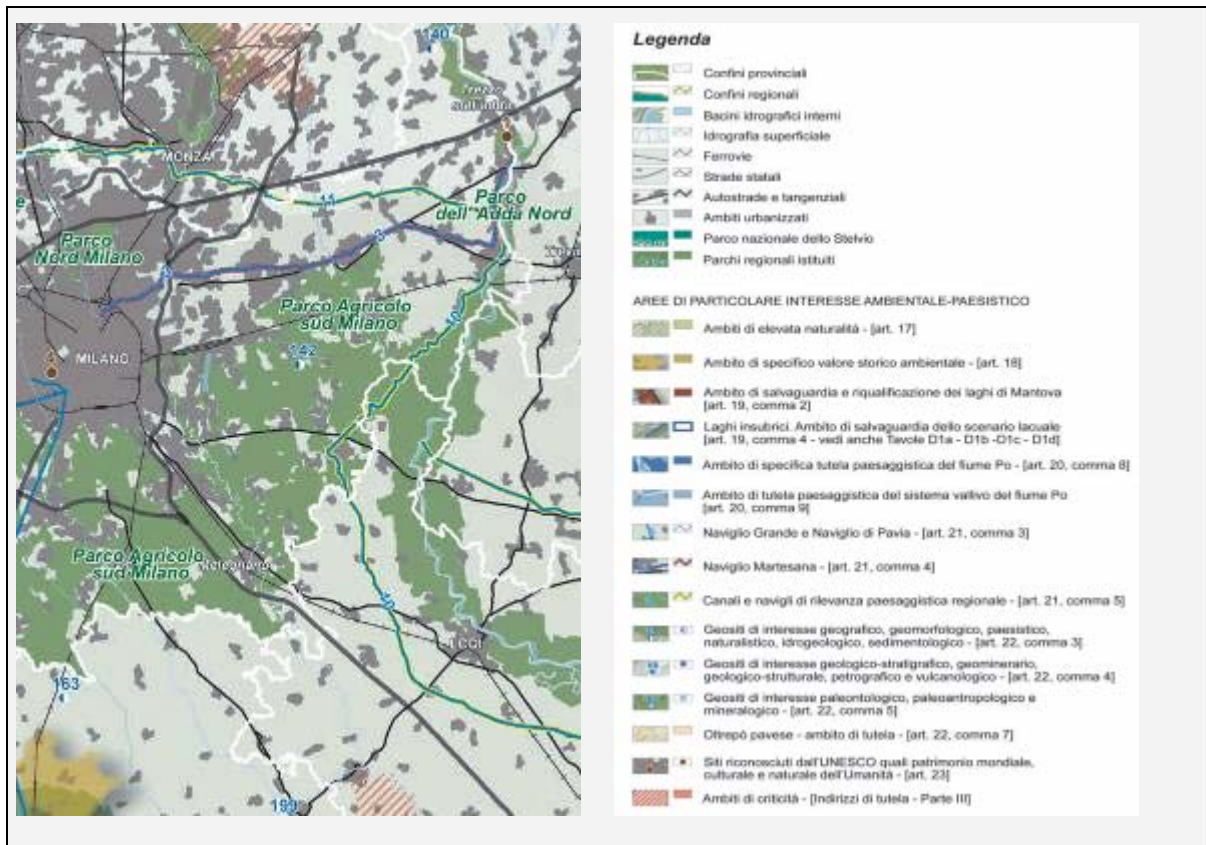 140
Trezzo
sull'Adda
MONZA
11
Parco
dell'Adda Nord
3
Parco
Nord Milano
3
Parco Agricolo
sud Milano
10
142
MILANO
Parco Agricolo
sud Milano
Melegnano
10
LODI
163
199
Legenda
Confini provinciali
Confini regionali
Bacini idrografici interni
Idrografia superficiale
Ferrovie
Strade statali
Autostrade e tangenziali
Ambiti urbanizzati
Parco nazionale dello Stelvio
Parchi regionali istituiti
AREE DI PARTICOLARE INTERESSE AMBIENTALE-PAESISTICO
Ambiti di elevata naturalità - [art. 17]
Ambito di specifico valore storico ambientale - [art. 18]
Ambito di salvaguardia e riqualificazione dei laghi di Mantova
[art. 19, comma 2]
Laghi insubrici. Ambito di salvaguardia dello scenario lacuale
[art. 19, comma 4 - vedi anche Tavole D1a - D1b -D1c - D1d]
Ambito di specifica tutela paesaggistica del fiume Po - [art. 20, comma 8]
Ambito di tutela paesaggistica del sistema vallivo del fiume Po
[art. 20, comma 9]
Naviglio Grande e Naviglio di Pavia - [art. 21, comma 3]
Naviglio Martesana - [art. 21, comma 4]
Canali e navigli di rilevanza paesaggistica regionale - [art. 21, comma 5]
Geositi di interesse geografico, geomorfologico, paesistico,
naturalistico, idrogeologico, sedimentologico - [art. 22, comma 3]
Geositi di interesse geologico-stratigrafico, geominerario,
geologico-strutturale, petrografico e vulcanologico - [art. 22, comma 4]
Geositi di interesse paleontologico, paleoantropologico e
mineralogico - [art. 22, comma 5]
Oltrepò pavese - ambito di tutela - [art. 22, comma 7]
Siti riconosciuti dall'UNESCO quali patrimonio mondiale,
culturale e naturale dell'Umanità - [art. 23]
Ambiti di criticità - [Indirizzi di tutela - Parte III]